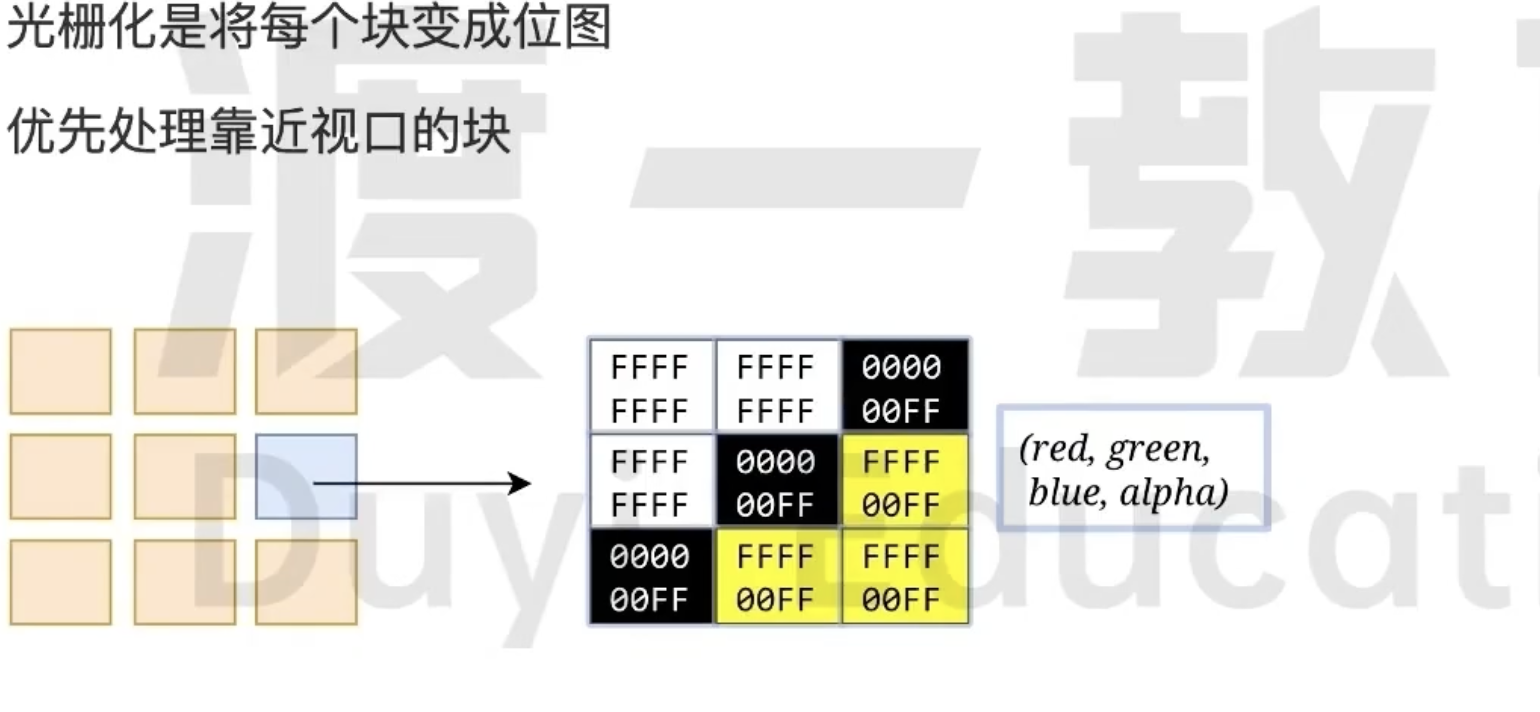 光栅化是将每个块变成位图
优先处理靠近视口的块
渡一教
FFFF FFFF 0000
FFFF FFFF 00FF
FFFF 0000 FFFF
FFFF 00FF 00FF
0000 FFFF FFFF
00FF 00FF 00FF
(red, green,
blue, alpha)
Duyi Educat